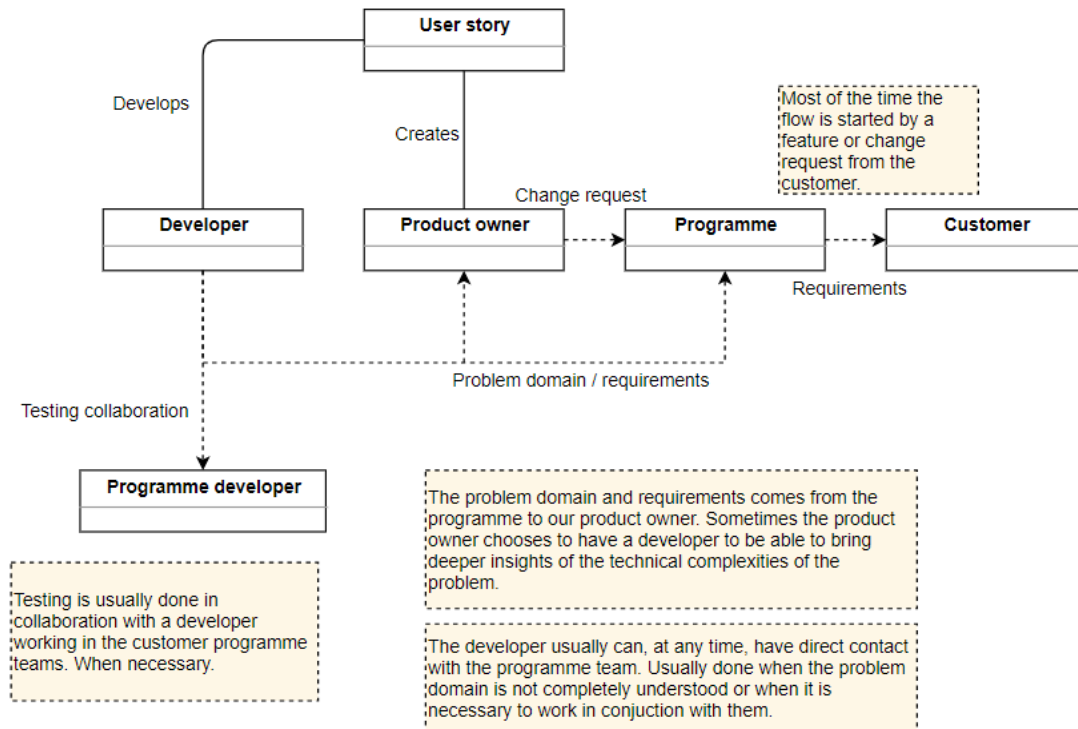 User story
Develops
Creates
Most of the time the
flow is started by a
feature or change
request from the
customer.
Change request
Developer
Product owner
Programme
Customer
Requirements
Problem domain / requirements
Testing collaboration
Programme developer
The problem domain and requirements comes from the
programme to our product owner. Sometimes the product
owner chooses to have a developer to be able to bring
deeper insights of the technical complexities of the
problem.
Testing is usually done in
collaboration with a developer
working in the customer programme
teams. When necessary.
The developer usually can, at any time, have direct contact
with the programme team. Usually done when the problem
domain is not completely understood or when it is
necessary to work in conjuction with them.